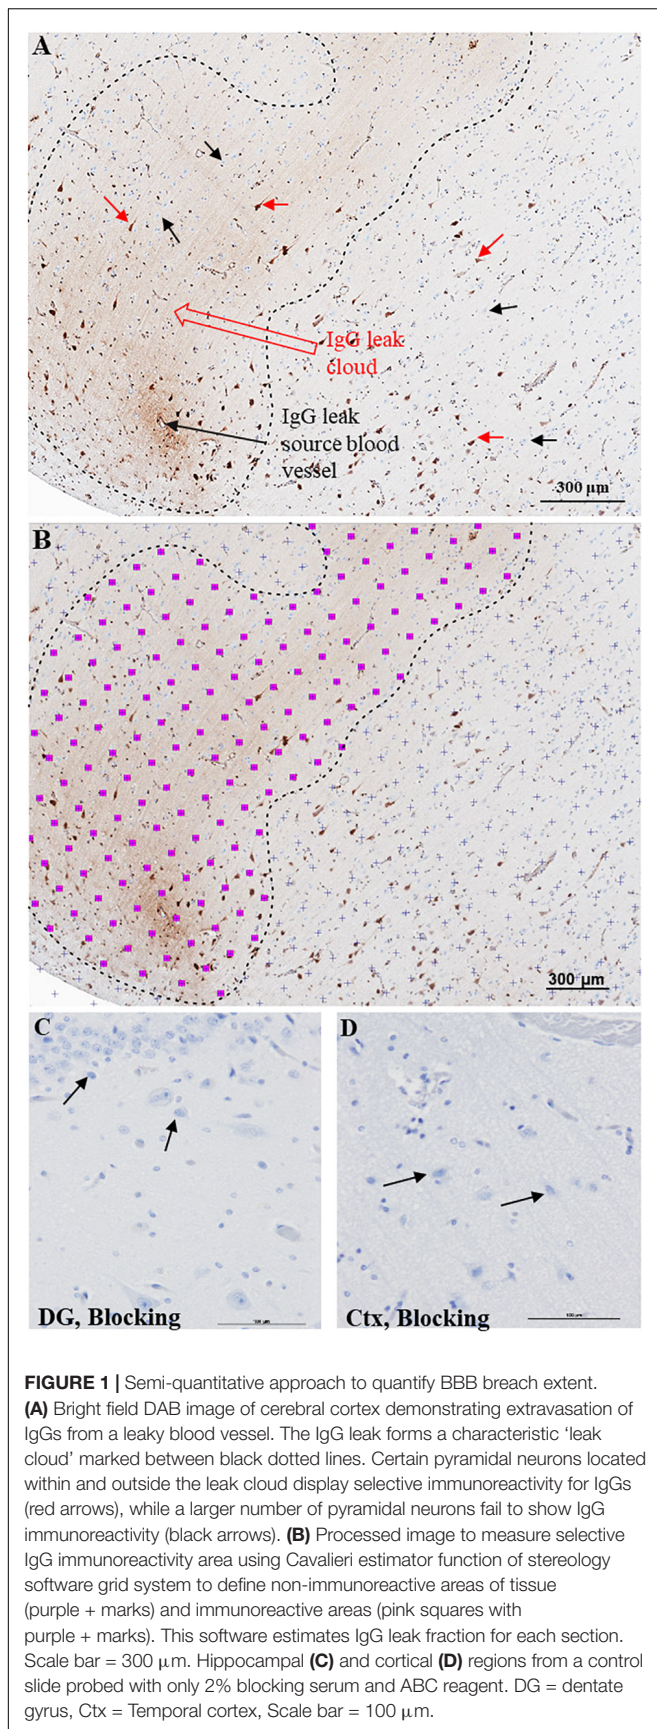 A
IgG leak
cloud
IgG leak
source blood
vessel
300 μm
B
300 μm
C
D
DG, Blocking
100 μm
Ctx, Blocking
100 μm
FIGURE 1 | Semi-quantitative approach to quantify BBB breach extent.
(A) Bright field DAB image of cerebral cortex demonstrating extravasation of
IgGs from a leaky blood vessel. The IgG leak forms a characteristic ‘leak
cloud’ marked between black dotted lines. Certain pyramidal neurons located
within and outside the leak cloud display selective immunoreactivity for IgGs
(red arrows), while a larger number of pyramidal neurons fail to show IgG
immunoreactivity (black arrows). (B) Processed image to measure selective
IgG immunoreactivity area using Cavalieri estimator function of stereology
software grid system to define non-immunoreactive areas of tissue
(purple + marks) and immunoreactive areas (pink squares with
purple + marks). This software estimates IgG leak fraction for each section.
Scale bar = 300 μm. Hippocampal (C) and cortical (D) regions from a control
slide probed with only 2% blocking serum and ABC reagent. DG = dentate
gyrus, Ctx = Temporal cortex, Scale bar = 100 μm.